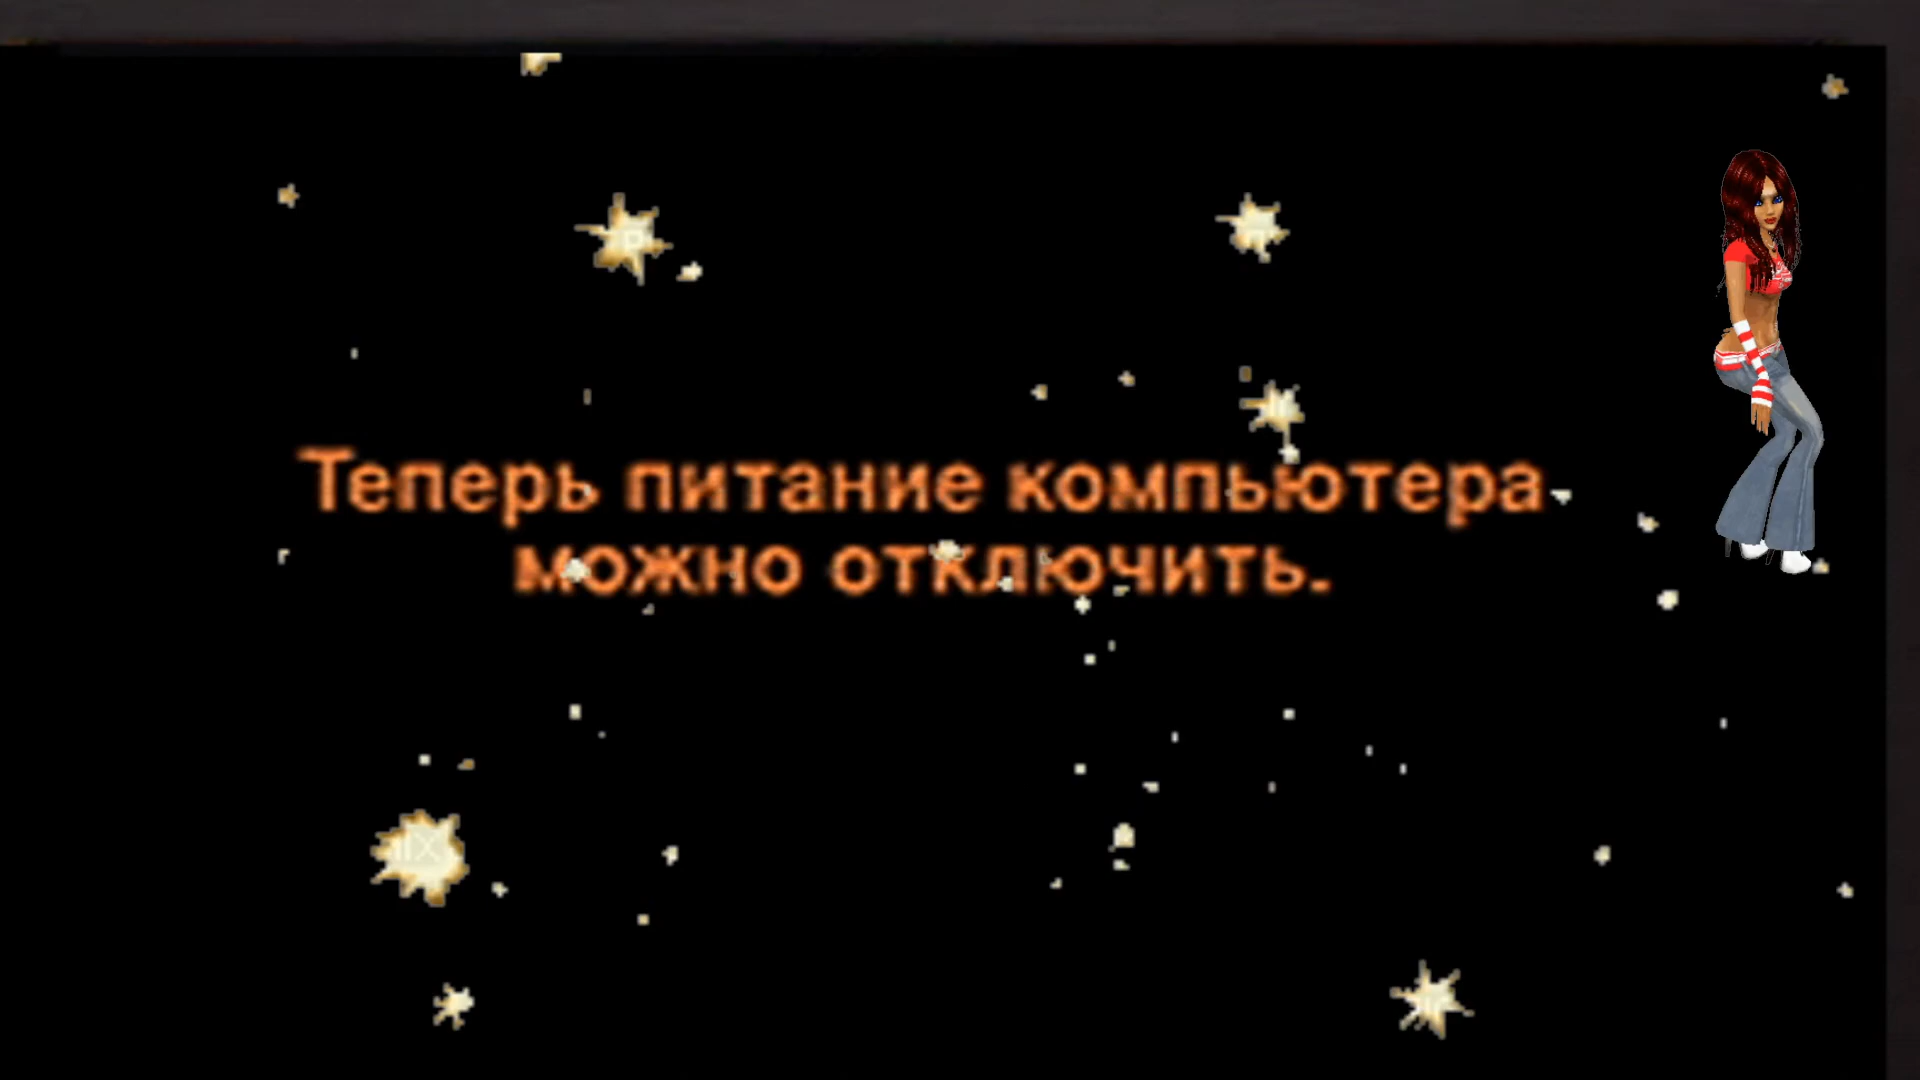 Теперь питание компьютера
можно отключить.